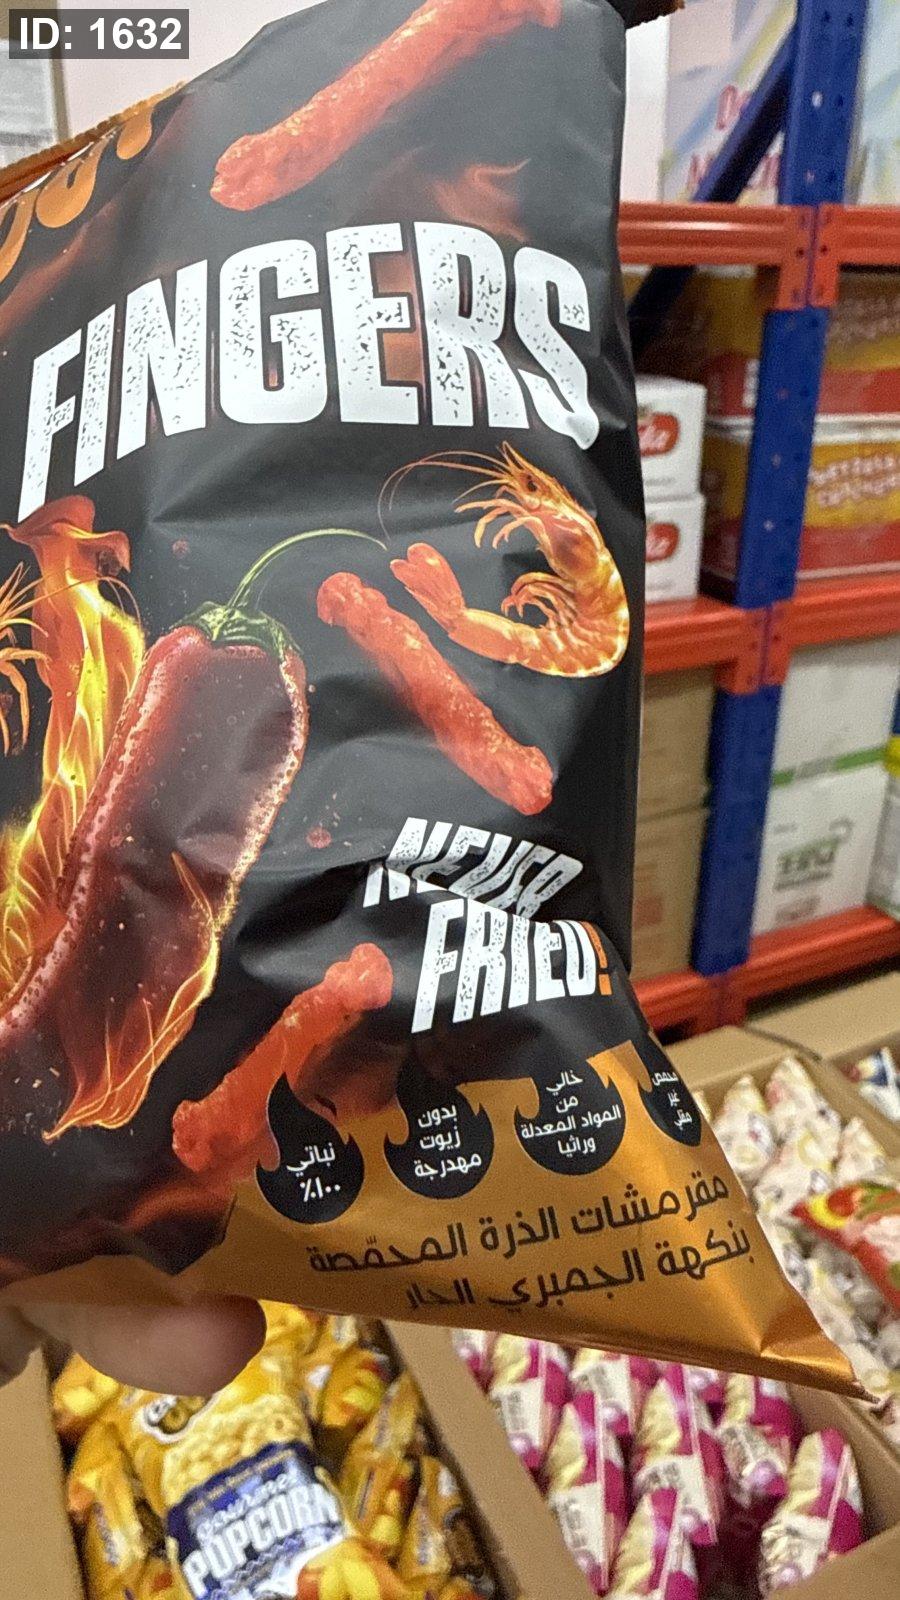 ID: 1632
FINGERS
NEVER
FRIED!
نباتي
٪١٠٠
بدون
زيوت
مهدرجة
خالي
من
المواد المعدلة
وراثيا
محمص
غير
مقلي
مقرمشات الذرة المحمّصة
بنكهة الجمبري الحار
Gourmet
POPCORN